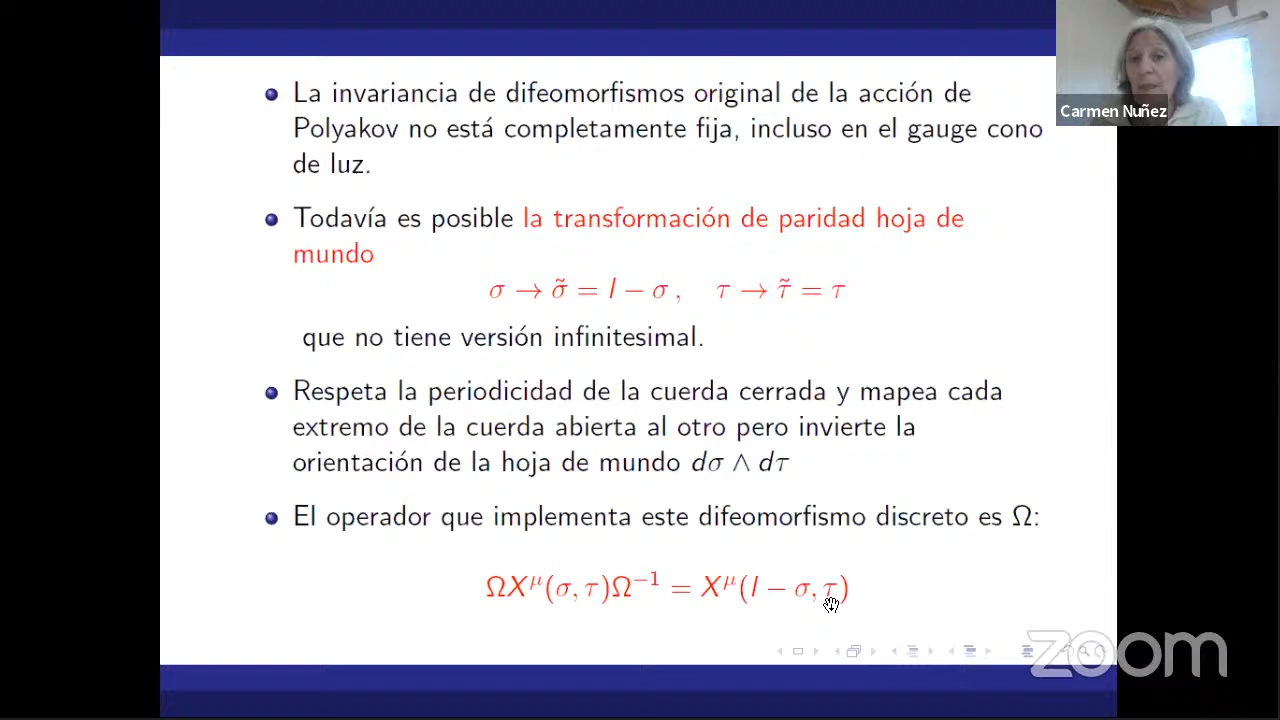 La invariancia de difeomorfismos original de la acción de
Polyakov no está completamente fija, incluso en el gauge cono
de luz.
Todavía es posible la transformación de paridad hoja de
mundo
σ → σ̃ = l − σ , τ → τ̃ = τ
que no tiene versión infinitesimal.
Respeta la periodicidad de la cuerda cerrada y mapea cada
extremo de la cuerda abierta al otro pero invierte la
orientación de la hoja de mundo dσ ∧ dτ
El operador que implementa este difeomorfismo discreto es Ω:
ΩX^μ(σ, τ)Ω^−1 = X^μ(l − σ, τ)
Carmen Nuñez
zoom